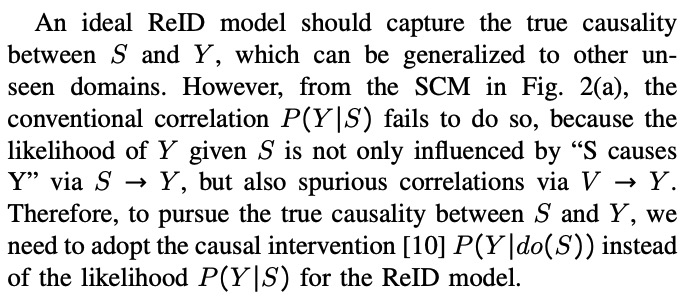 An ideal ReID model should capture the true causality
between S and Y, which can be generalized to other un-
seen domains. However, from the SCM in Fig. 2(a), the
conventional correlation P(Y|S) fails to do so, because the
likelihood of Y given S is not only influenced by “S causes
Y” via S → Y, but also spurious correlations via V → Y.
Therefore, to pursue the true causality between S and Y, we
need to adopt the causal intervention [10] P(Y|do(S)) instead
of the likelihood P(Y|S) for the ReID model.